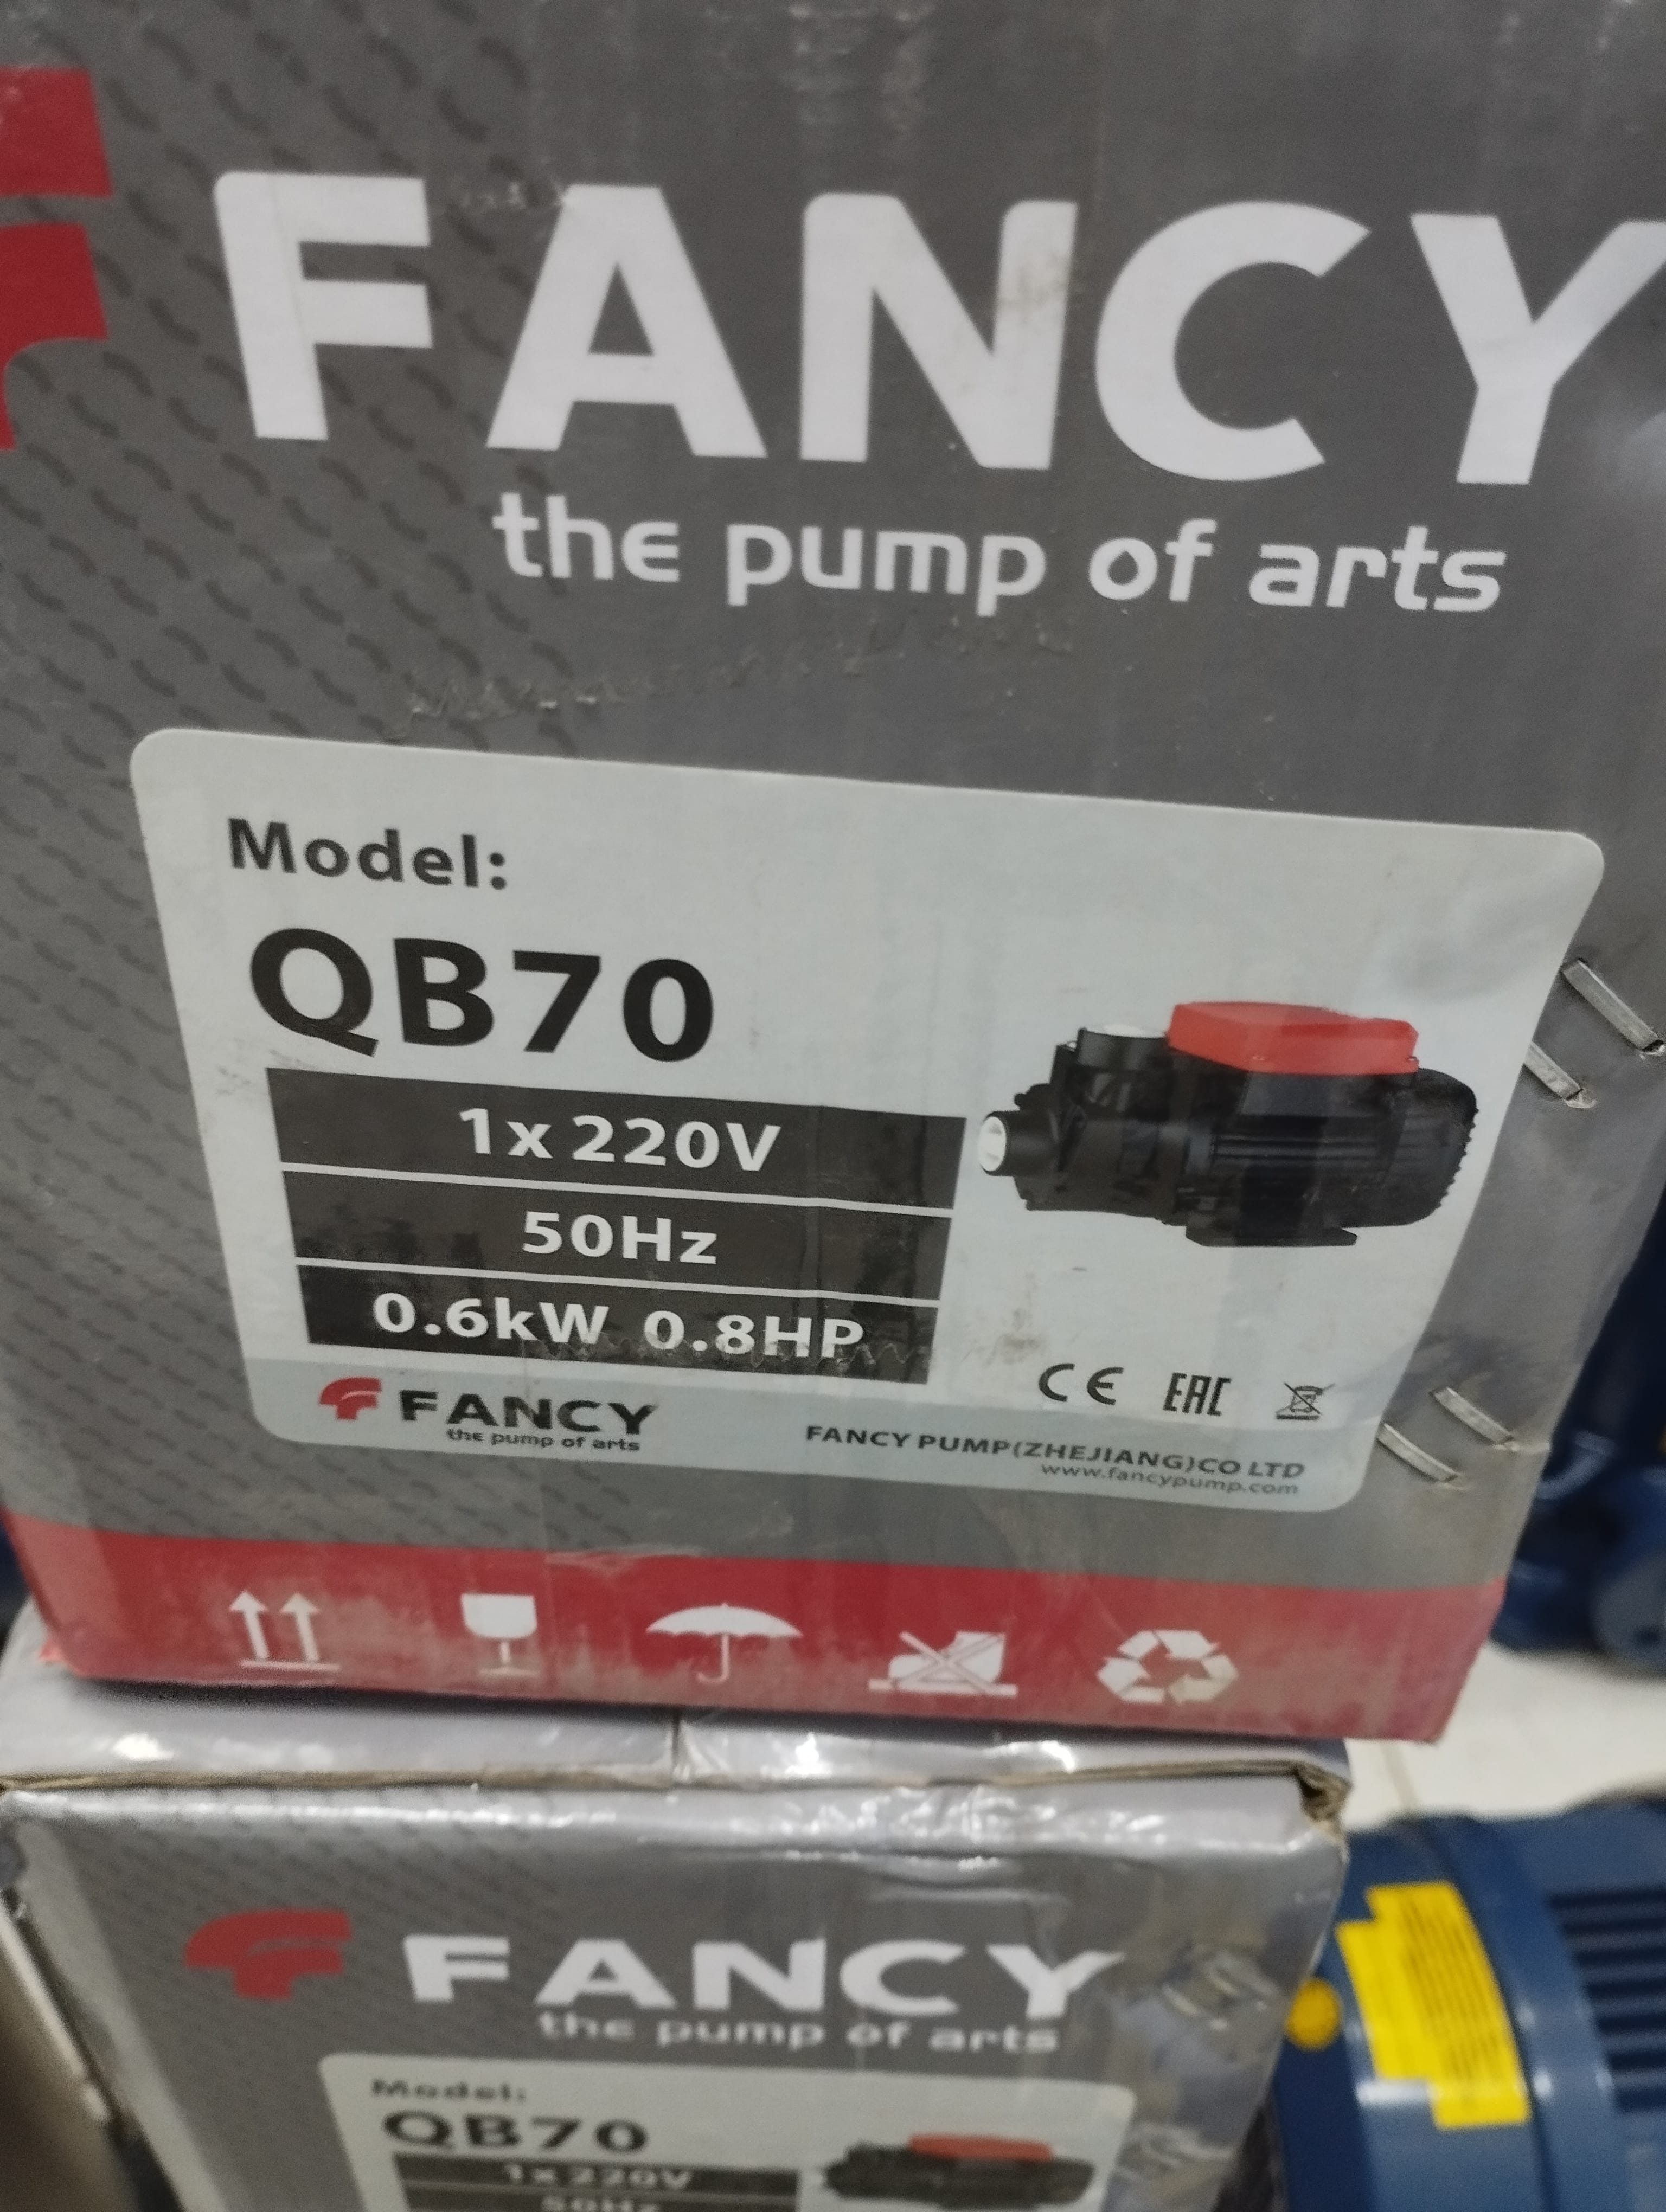 FANCY
the pump of arts
Model:
QB70
1x220V
50Hz
0.6kW 0.8HP
CE EAC
FANCY
the pump of arts
FANCY PUMP(ZHEJIANG)CO LTD
www.fancypump.com
FANCY
the pump of arts
Model:
QB70
1x220V
50Hz